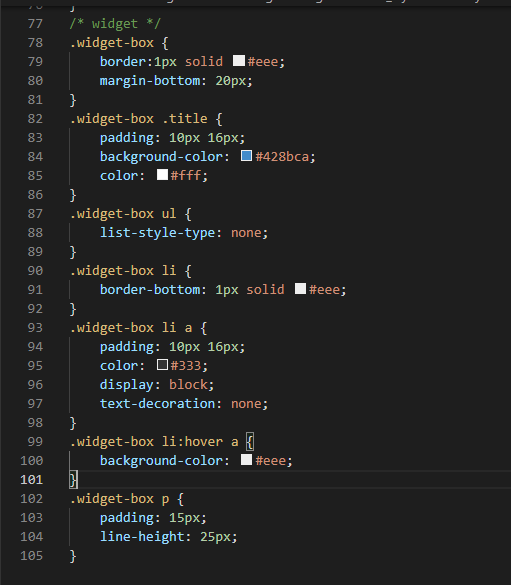 77 /* widget */
78 .widget-box {
79 border:1px solid #eee;
80 margin-bottom: 20px;
81 }
82 .widget-box .title {
83 padding: 10px 16px;
84 background-color: #428bca;
85 color: #fff;
86 }
87 .widget-box ul {
88 list-style-type: none;
89 }
90 .widget-box li {
91 border-bottom: 1px solid #eee;
92 }
93 .widget-box li a {
94 padding: 10px 16px;
95 color: #333;
96 display: block;
97 text-decoration: none;
98 }
99 .widget-box li:hover a {
100 background-color: #eee;
101 }
102 .widget-box p {
103 padding: 15px;
104 line-height: 25px;
105 }